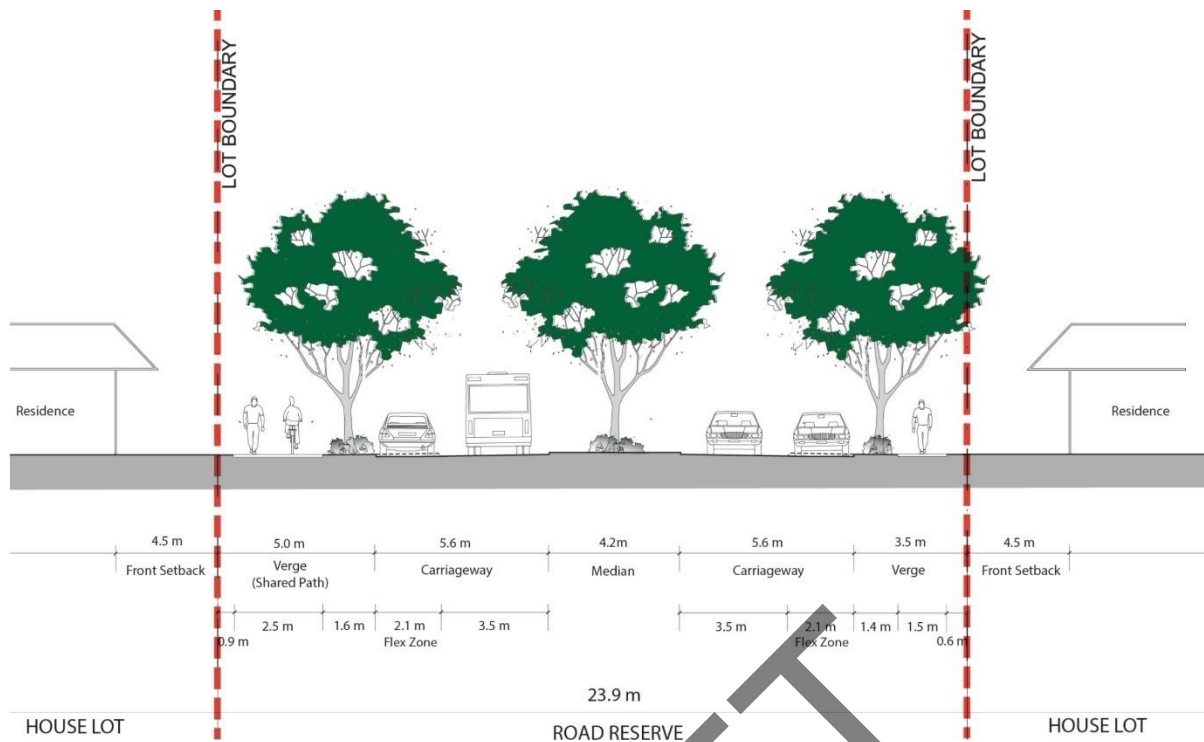 LOT BOUNDARY
LOT BOUNDARY
Residence
Residence
4.5 m
5.0 m
5.6 m
4.2m
5.6 m
3.5 m
4.5 m
Front Setback
Verge
(Shared Path)
Carriageway
Median
Carriageway
Verge
Front Setback
0.9 m
2.5 m
1.6 m
2.1 m
Flex Zone
3.5 m
3.5 m
2.1 m
Flex Zone
1.4 m
1.5 m
0.6 m
23.9 m
HOUSE LOT
ROAD RESERVE
HOUSE LOT